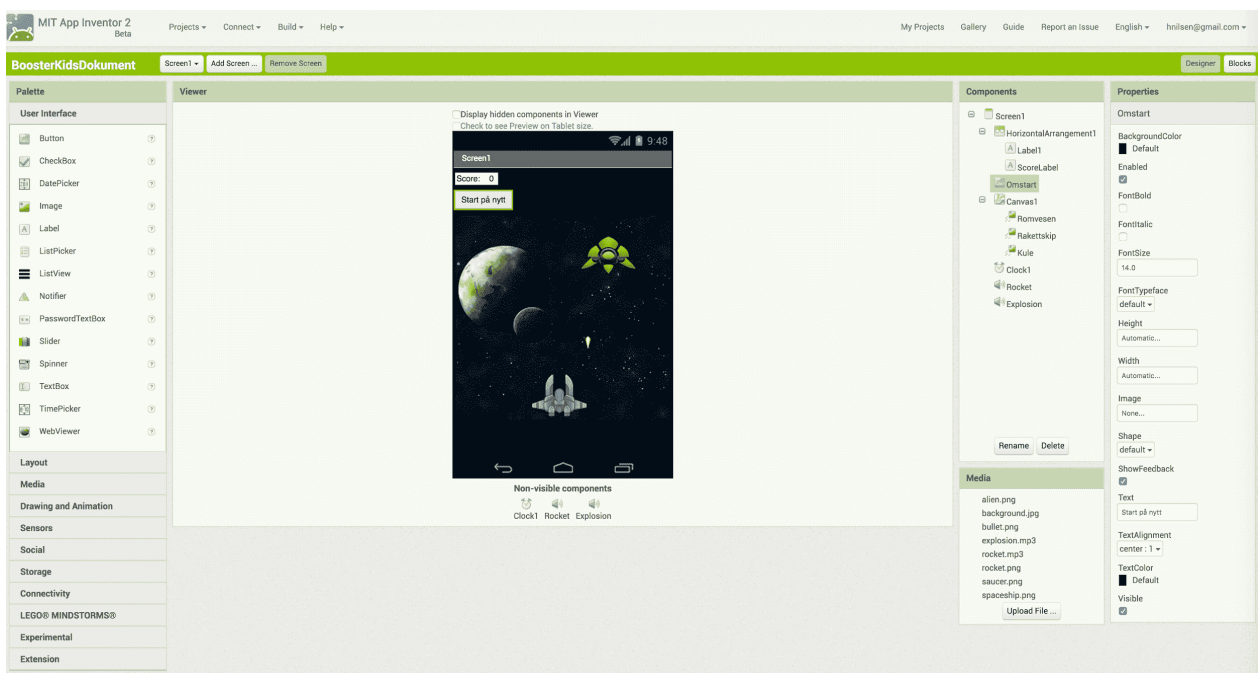 MIT App Inventor 2
Beta
Projects Connect Build Help
My Projects Gallery Guide Report an Issue English hnilsen@gmail.com
BoosterKidsDokument Screen1 Add Screen ... Remove Screen Designer Blocks
Palette
User Interface
Button
CheckBox
DatePicker
Image
Label
ListPicker
ListView
Notifier
PasswordTextBox
Slider
Spinner
TextBox
TimePicker
WebViewer
Layout
Media
Drawing and Animation
Sensors
Social
Storage
Connectivity
LEGO® MINDSTORMS®
Experimental
Extension
Viewer
Display hidden components in Viewer
Check to see Preview on Tablet size.
9:48
Screen1
Score: 0
Start på nytt
Non-visible components
Clock1 Rocket Explosion
Components
Screen1
HorizontalArrangement1
Label1
ScoreLabel
Omstart
Canvas1
Romvesen
Rakettskip
Kule
Clock1
Rocket
Explosion
Rename Delete
Media
alien.png
background.jpg
bullet.png
explosion.mp3
rocket.mp3
rocket.png
saucer.png
spaceship.png
Upload File ...
Properties
Omstart
BackgroundColor
Default
Enabled
FontBold
FontItalic
FontSize
14.0
FontTypeface
default
Height
Automatic...
Width
Automatic...
Image
None...
Shape
default
ShowFeedback
Text
Start på nytt
TextAlignment
center : 1
TextColor
Default
Visible